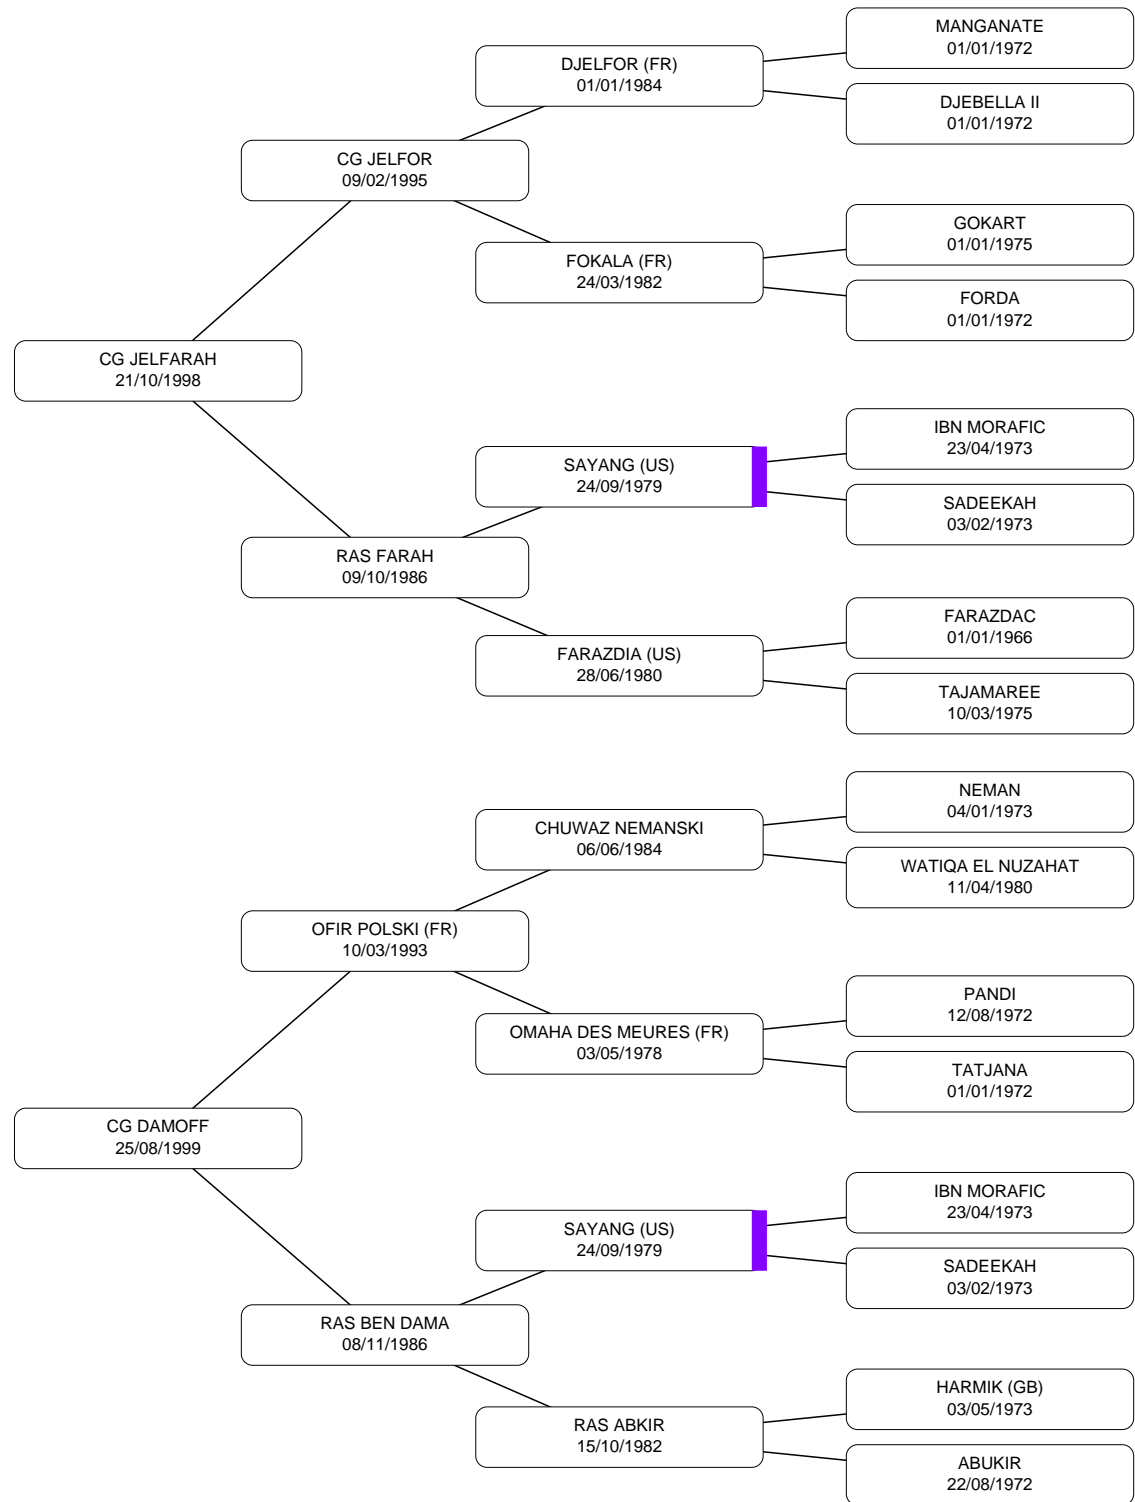 MANGANATE
01/01/1972
DJELFOR (FR)
01/01/1984
DJEBELLA II
01/01/1972
CG JELFOR
09/02/1995
GOKART
01/01/1975
FOKALA (FR)
24/03/1982
FORDA
01/01/1972
CG JELFARAH
21/10/1998
IBN MORAFIC
23/04/1973
SAYANG (US)
24/09/1979
SADEEKAH
03/02/1973
RAS FARAH
09/10/1986
FARAZDAC
01/01/1966
FARAZDIA (US)
28/06/1980
TAJAMAREE
10/03/1975
NEMAN
04/01/1973
CHUWAZ NEMANSKI
06/06/1984
WATIQA EL NUZAHAT
11/04/1980
OFIR POLSKI (FR)
10/03/1993
PANDI
12/08/1972
OMAHA DES MEURES (FR)
03/05/1978
TATJANA
01/01/1972
CG DAMOFF
25/08/1999
IBN MORAFIC
23/04/1973
SAYANG (US)
24/09/1979
SADEEKAH
03/02/1973
RAS BEN DAMA
08/11/1986
HARMIK (GB)
03/05/1973
RAS ABKIR
15/10/1982
ABUKIR
22/08/1972